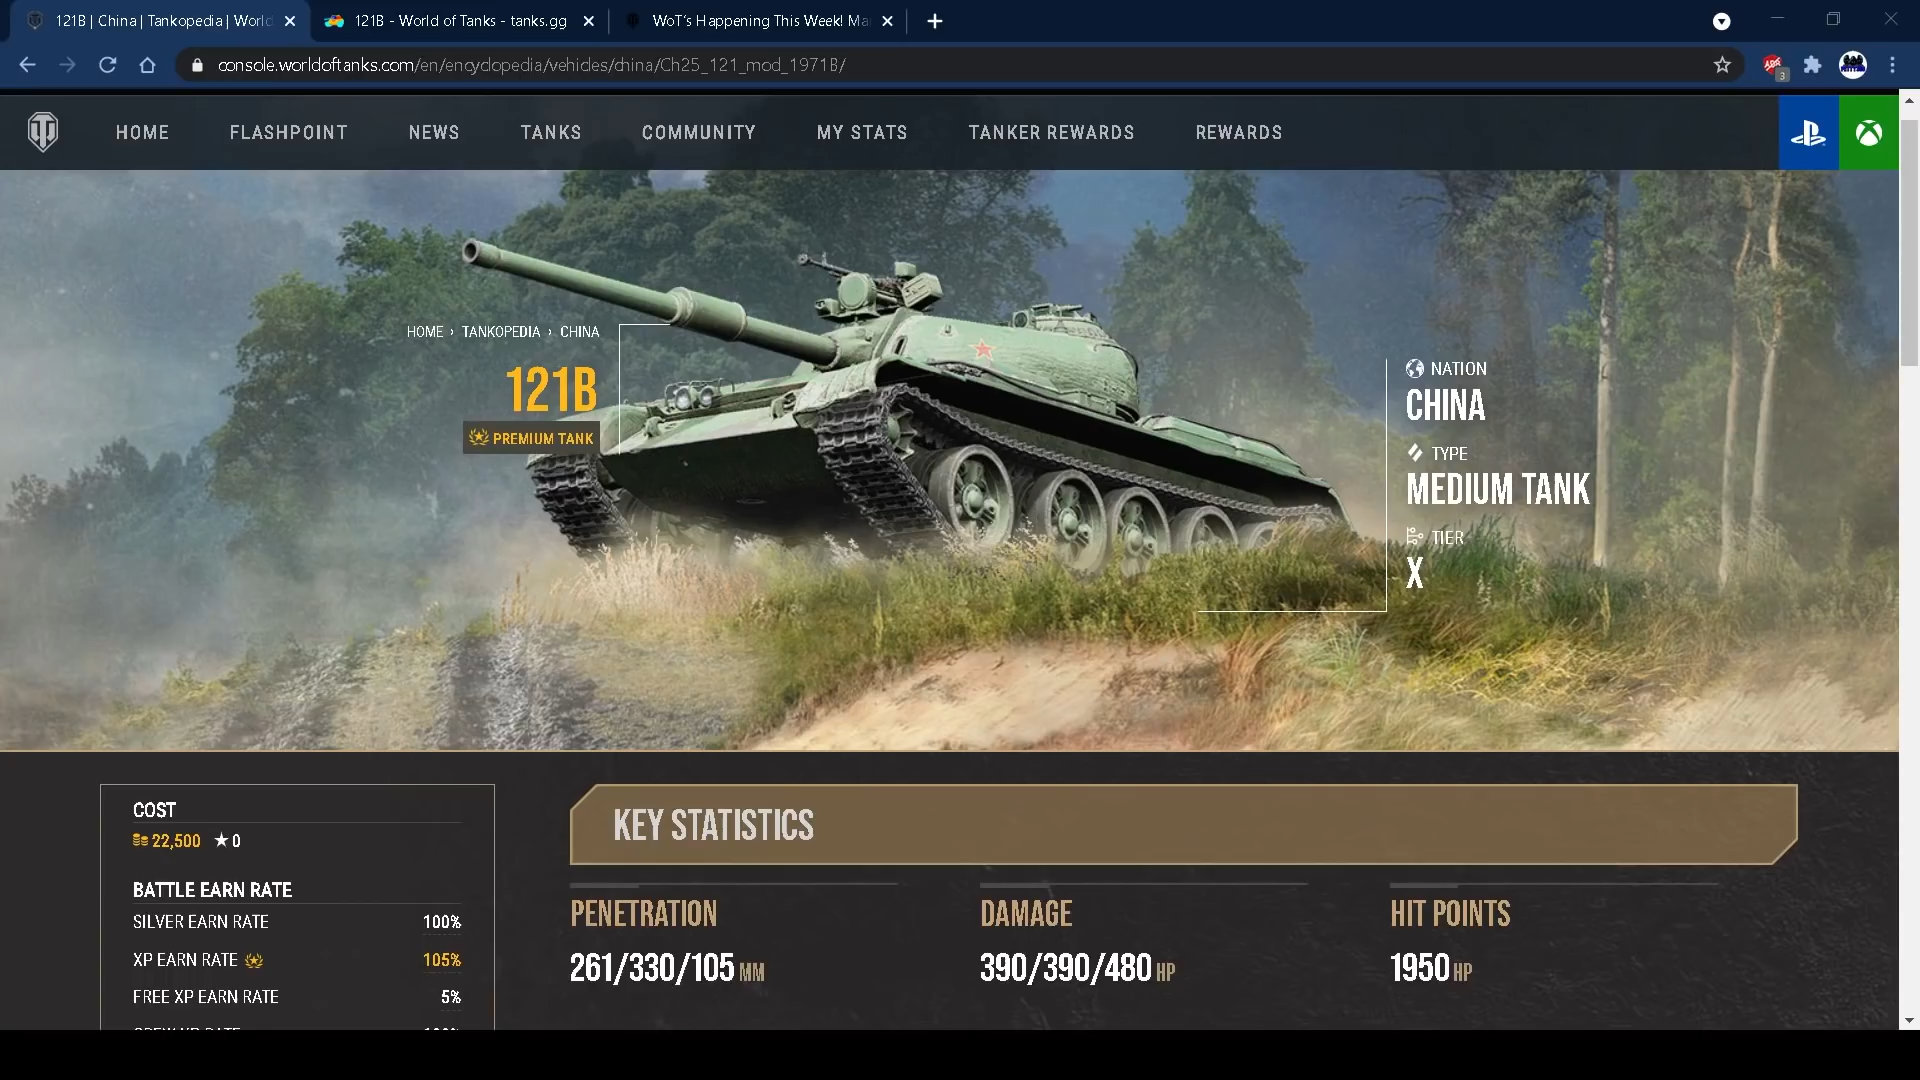 121B | China | Tankopedia | World
121B - World of Tanks - tanks.gg
WoT's Happening This Week! Ma
console.worldoftanks.com/en/encyclopedia/vehicles/china/Ch25_121_mod_1971B/
3
HOME
FLASHPOINT
NEWS
TANKS
COMMUNITY
MY STATS
TANKER REWARDS
REWARDS
HOME › TANKOPEDIA › CHINA
121B
PREMIUM TANK
NATION
CHINA
TYPE
MEDIUM TANK
TIER
X
COST
22,500 ★ 0
BATTLE EARN RATE
SILVER EARN RATE 100%
XP EARN RATE 105%
FREE XP EARN RATE 5%
KEY STATISTICS
PENETRATION
261/330/105 MM
DAMAGE
390/390/480 HP
HIT POINTS
1950 HP